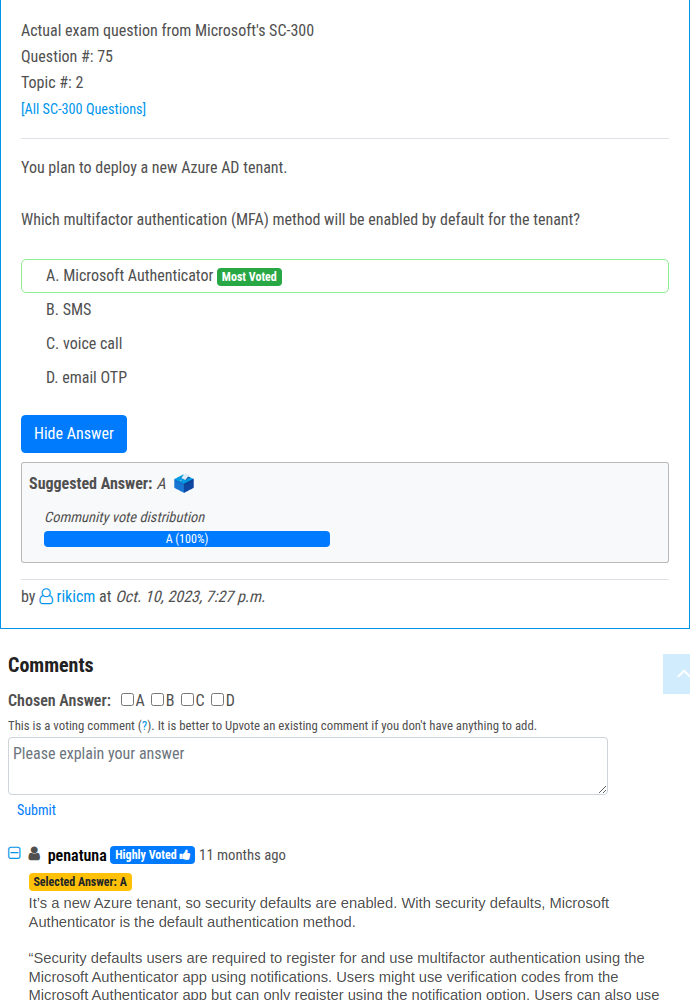 Actual exam question from Microsoft's SC-300
Question #: 75
Topic #: 2
[All SC-300 Questions]
You plan to deploy a new Azure AD tenant.
Which multifactor authentication (MFA) method will be enabled by default for the tenant?
A. Microsoft Authenticator Most Voted
B. SMS
C. voice call
D. email OTP
Hide Answer
Suggested Answer: A
Community vote distribution
A (100%)
by rikicm at Oct. 10, 2023, 7:27 p.m.
Comments
Chosen Answer: A B C D
This is a voting comment (?). It is better to Upvote an existing comment if you don't have anything to add.
Please explain your answer
Submit
penatuna Highly Voted 11 months ago
Selected Answer: A
It's a new Azure tenant, so security defaults are enabled. With security defaults, Microsoft
Authenticator is the default authentication method.
“Security defaults users are required to register for and use multifactor authentication using the
Microsoft Authenticator app using notifications. Users might use verification codes from the
Microsoft Authenticator app but can only register using the notification option. Users can also use